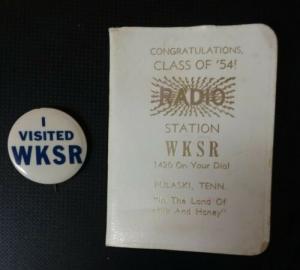 I
VISITED
WKSR
CONGRATULATIONS,
CLASS OF '54!
RADIO
STATION
WKSR
1420 On Your Dial
PULASKI, TENN.
"In The Land Of
Milk And Honey"